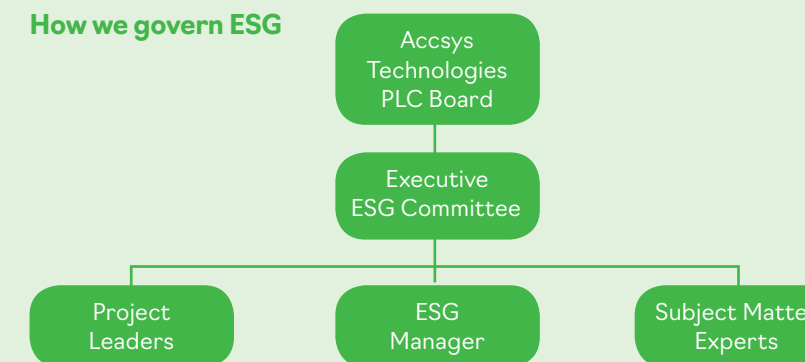 How we govern ESG
Accsys
Technologies
PLC Board
Executive
ESG Committee
Project
Leaders
ESG
Manager
Subject Matte
Experts